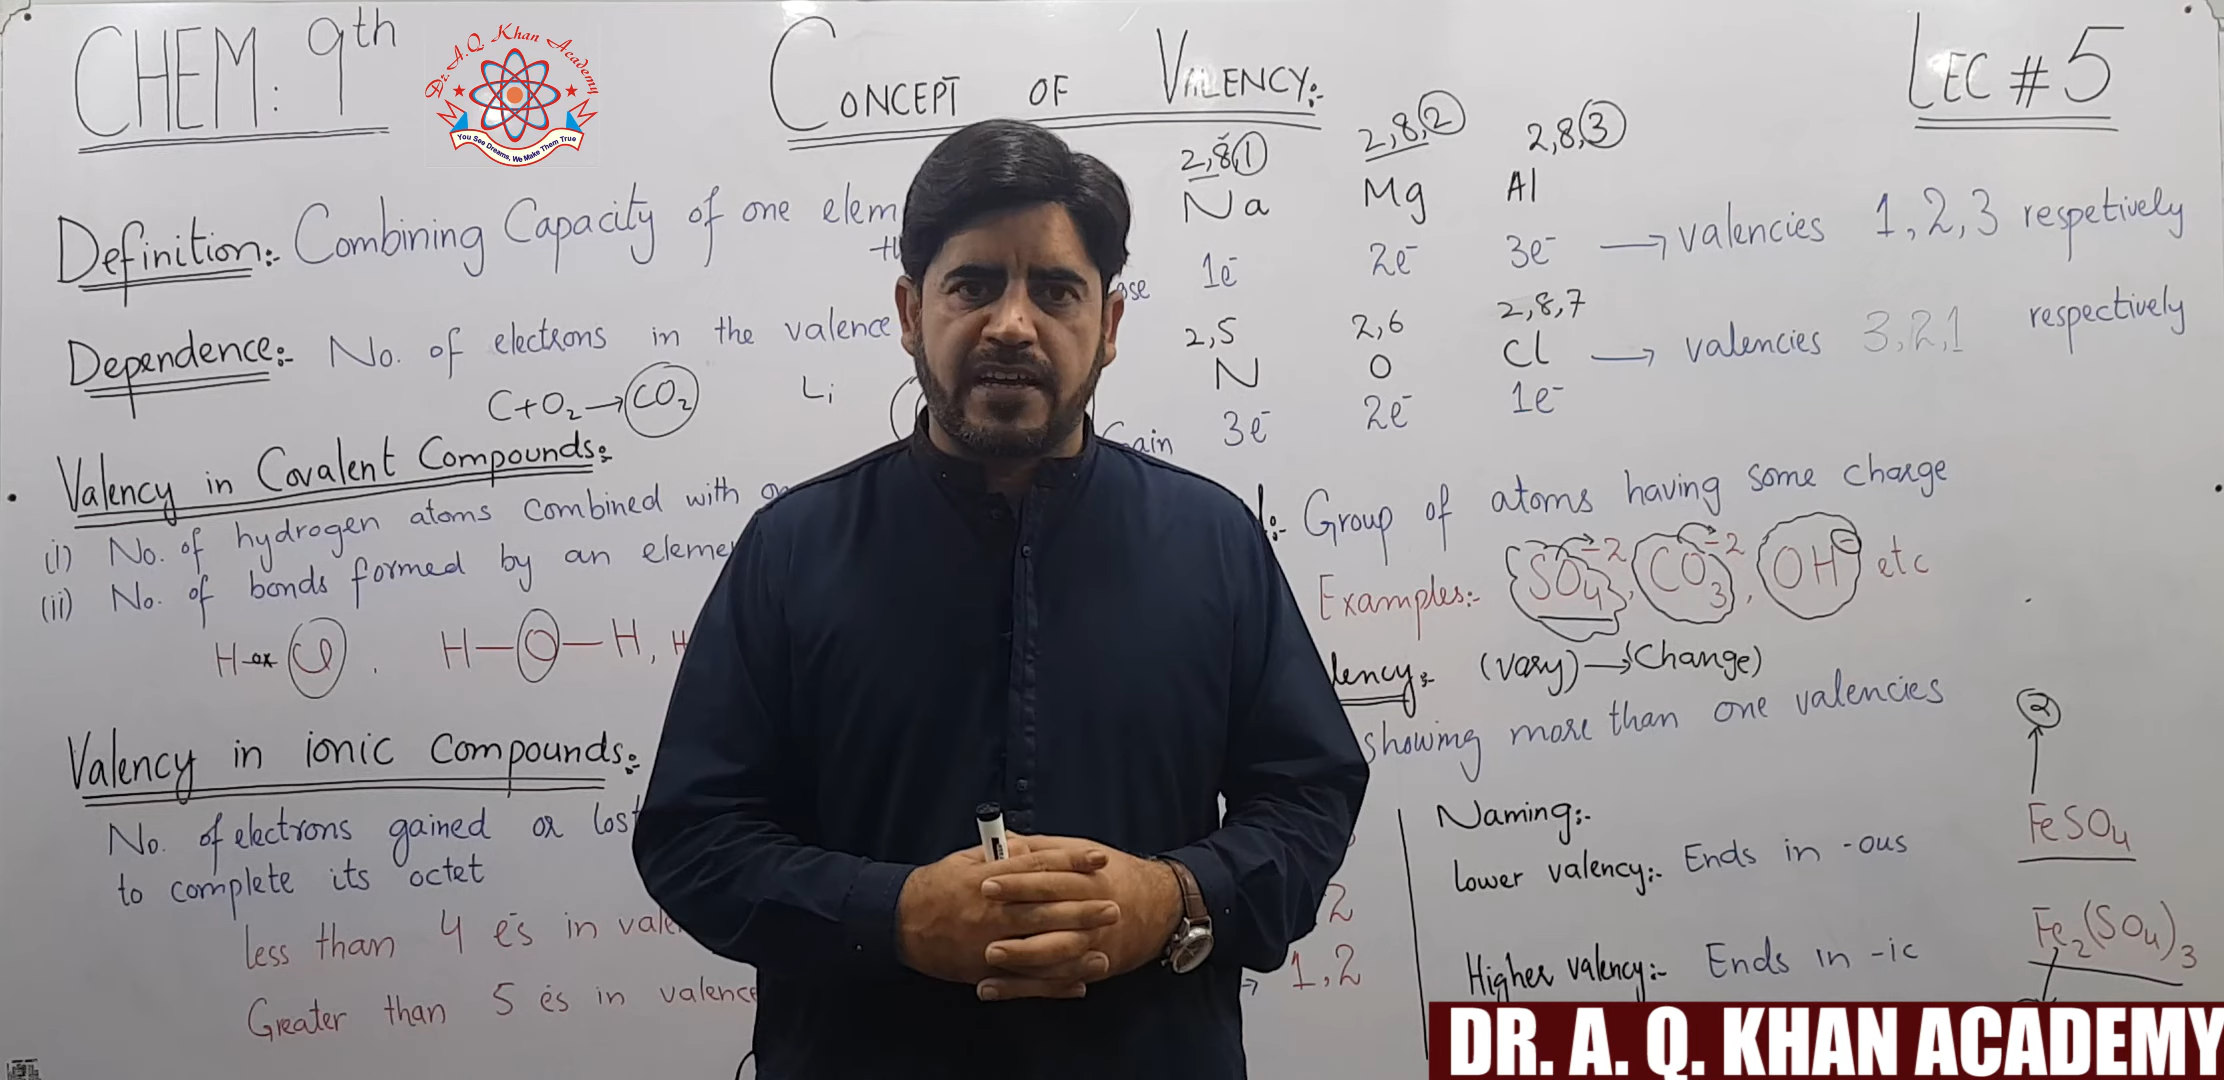 CHEM: 9th
Dr. A.Q Khan Academy
You See Dreams, We Make Them True
CONCEPT OF VALENCY:-
LEC # 5
Definition:- Combining Capacity of one elem
Dependence:- No. of electrons in the valence
C+O₂→CO₂ Li
Valency in Covalent Compounds:-
(i) No. of hydrogen atoms combined with
(ii) No. of bonds formed by an eleme
H-ox Cl , H-O-H, H
Valency in ionic Compounds:-
No. of electrons gained or lost
to complete its octet
less than 4 es in vale
Greater than 5 es in valence
2,8,1 2,8,2 2,8,3
Na Mg Al
ose 1e⁻ 2e⁻ 3e⁻ → valencies 1,2,3 respetively
2,5 2,6 2,8,7
N O Cl → valencies 3,2,1 respectively
Gain 3e⁻ 2e⁻ 1e⁻
l:- Group of atoms having some charge
Examples:- SO₄⁻², CO₃⁻², OH⁻ etc
lency:- (vary)→(Change)
showing more than one valencies
2
1,2
Naming:-
Lower valency:- Ends in -ous
Higher valency:- Ends in -ic
2
FeSO₄
Fe₂(SO₄)₃
DR. A. Q. KHAN ACADEMY